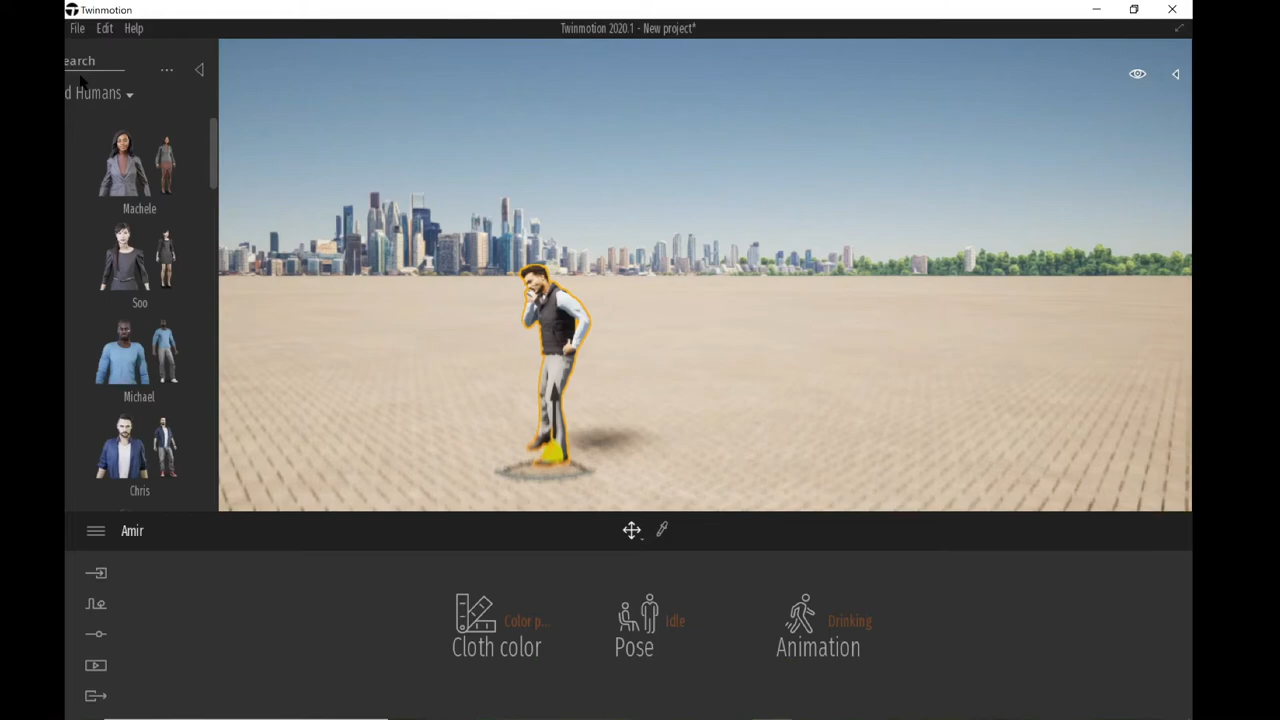 Twinmotion
File Edit Help
Twinmotion 2020.1 - New project*
earch
d Humans
Machele
Soo
Michael
Chris
Amir
Color p...
Cloth color
Idle
Pose
Drinking
Animation